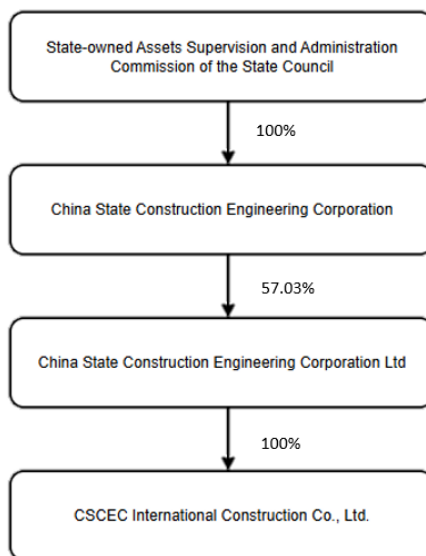 State-owned Assets Supervision and Administration
Commission of the State Council
100%
China State Construction Engineering Corporation
57.03%
China State Construction Engineering Corporation Ltd
100%
CSCEC International Construction Co., Ltd.